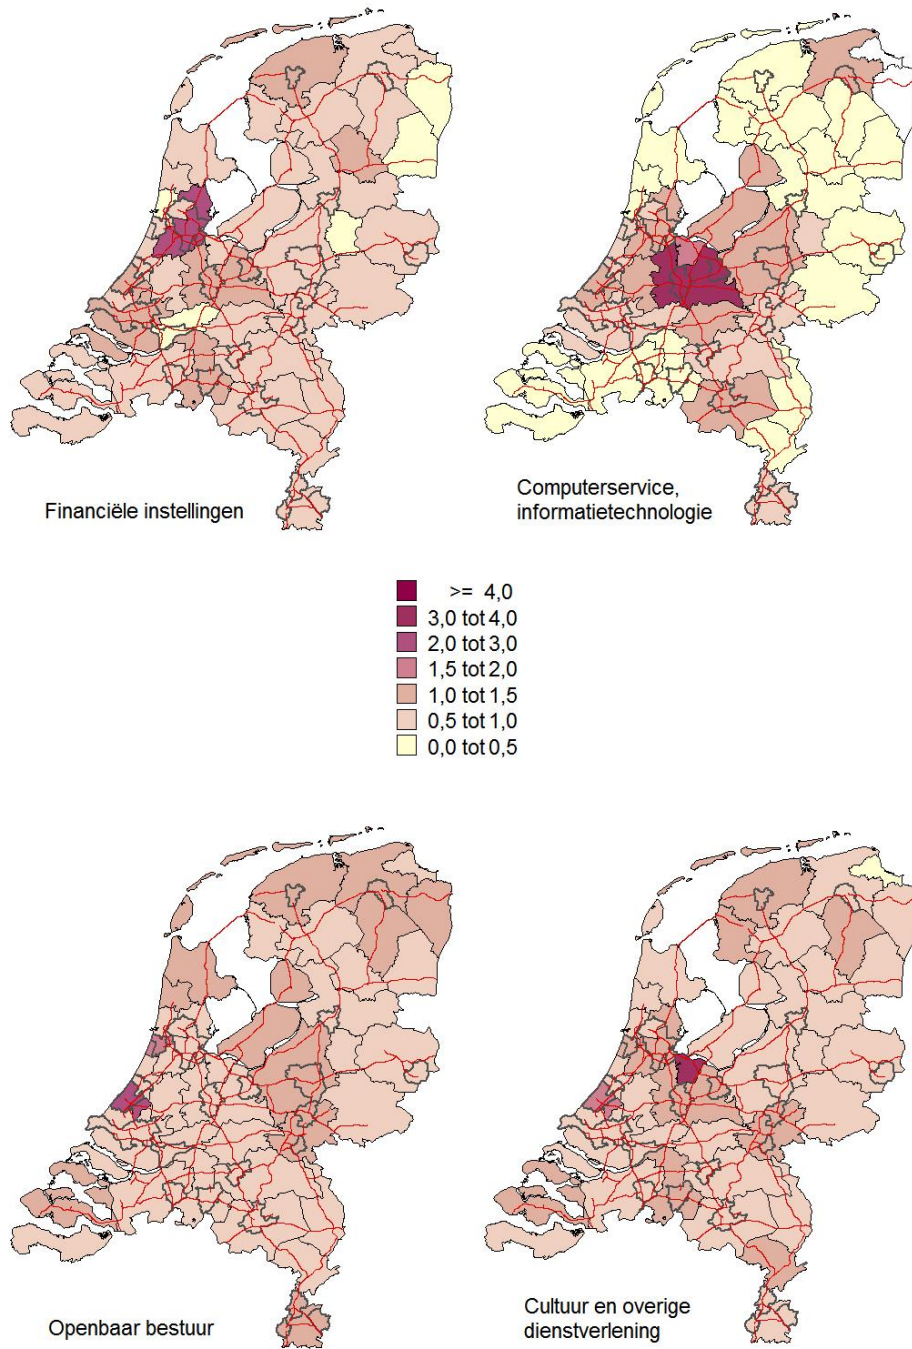 Financiële instellingen
Computerservice,
informatietechnologie
>= 4,0
3,0 tot 4,0
2,0 tot 3,0
1,5 tot 2,0
1,0 tot 1,5
0,5 tot 1,0
0,0 tot 0,5
Openbaar bestuur
Cultuur en overige
dienstverlening